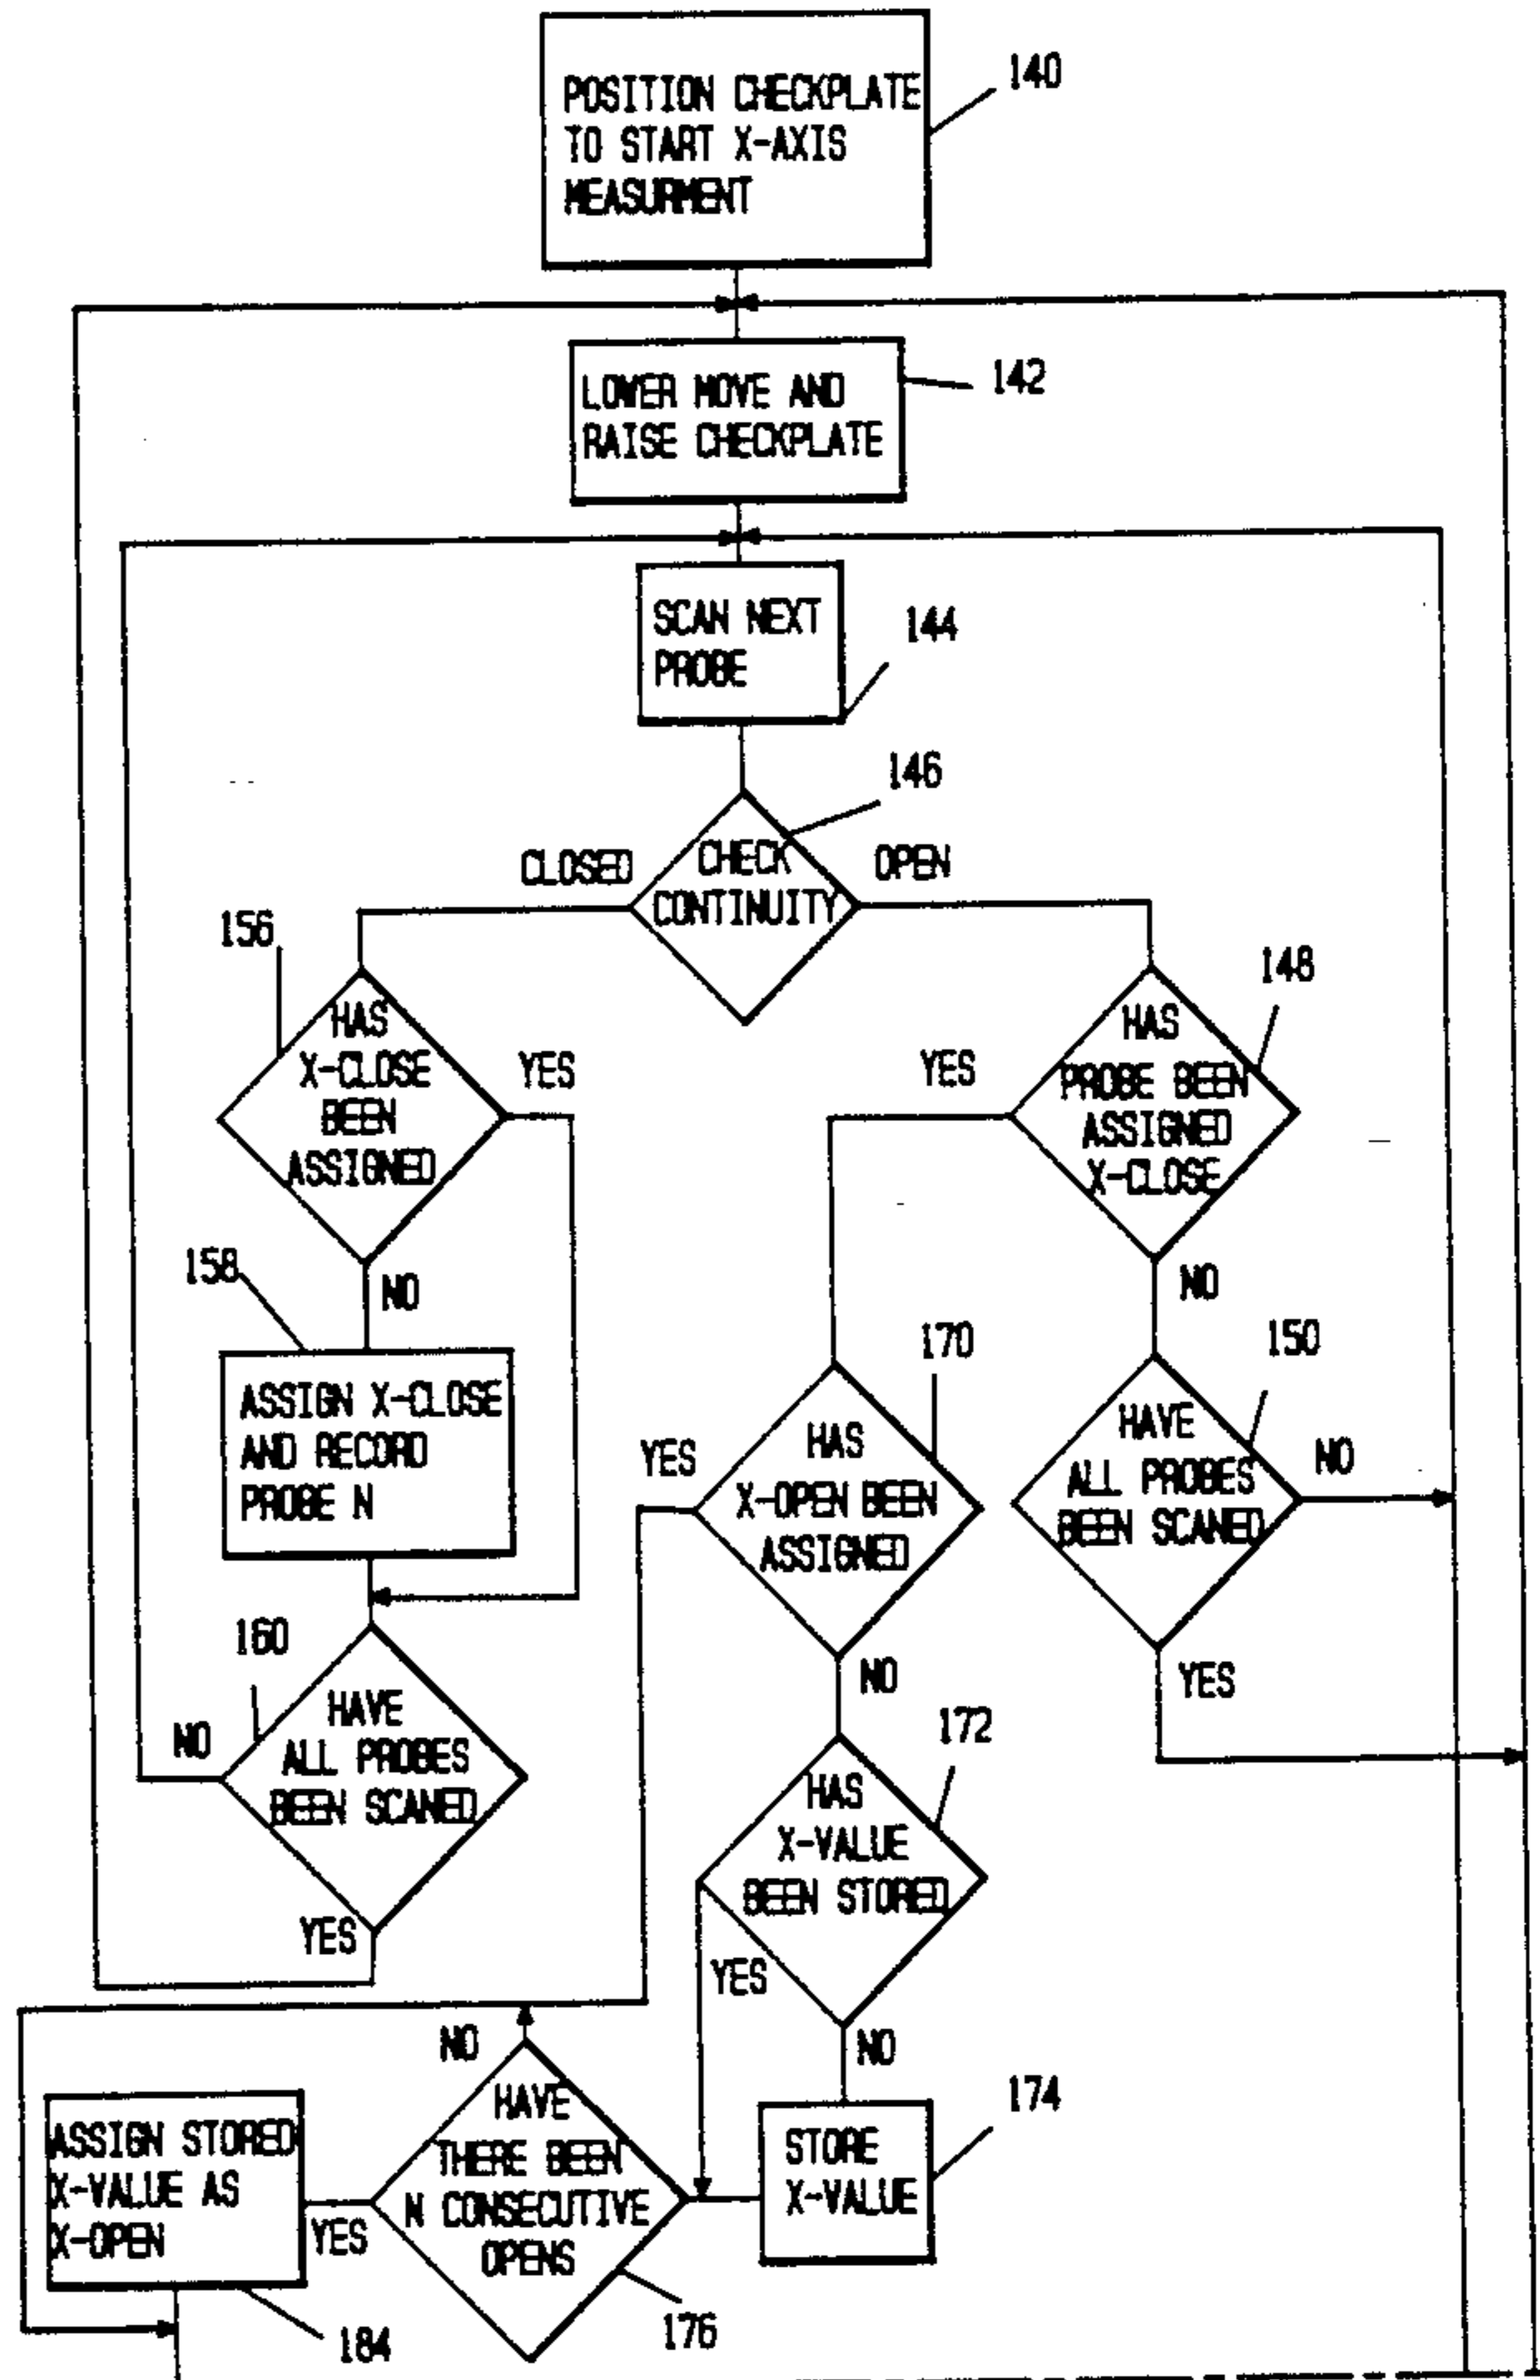 POSITION CHECKPLATE
TO START X-AXIS
MEASURMENT
140
LOWER MOVE AND
RAISE CHECKPLATE
142
SCAN NEXT
PROBE
144
146
CLOSED
CHECK
CONTINUITY
OPEN
156
HAS
X-CLOSE
BEEN
ASSIGNED
YES
NO
148
HAS
PROBE BEEN
ASSIGNED
X-CLOSE
YES
NO
158
ASSIGN X-CLOSE
AND RECORD
PROBE N
170
HAS
X-OPEN BEEN
ASSIGNED
YES
NO
150
HAVE
ALL PROBES
BEEN SCANED
NO
YES
160
HAVE
ALL PROBES
BEEN SCANED
NO
YES
172
HAS
X-VALUE
BEEN STORED
YES
NO
174
STORE
X-VALUE
NO
HAVE
THERE BEEN
N CONSECUTIVE
OPENS
YES
176
ASSIGN STORED
X-VALUE AS
X-OPEN
184